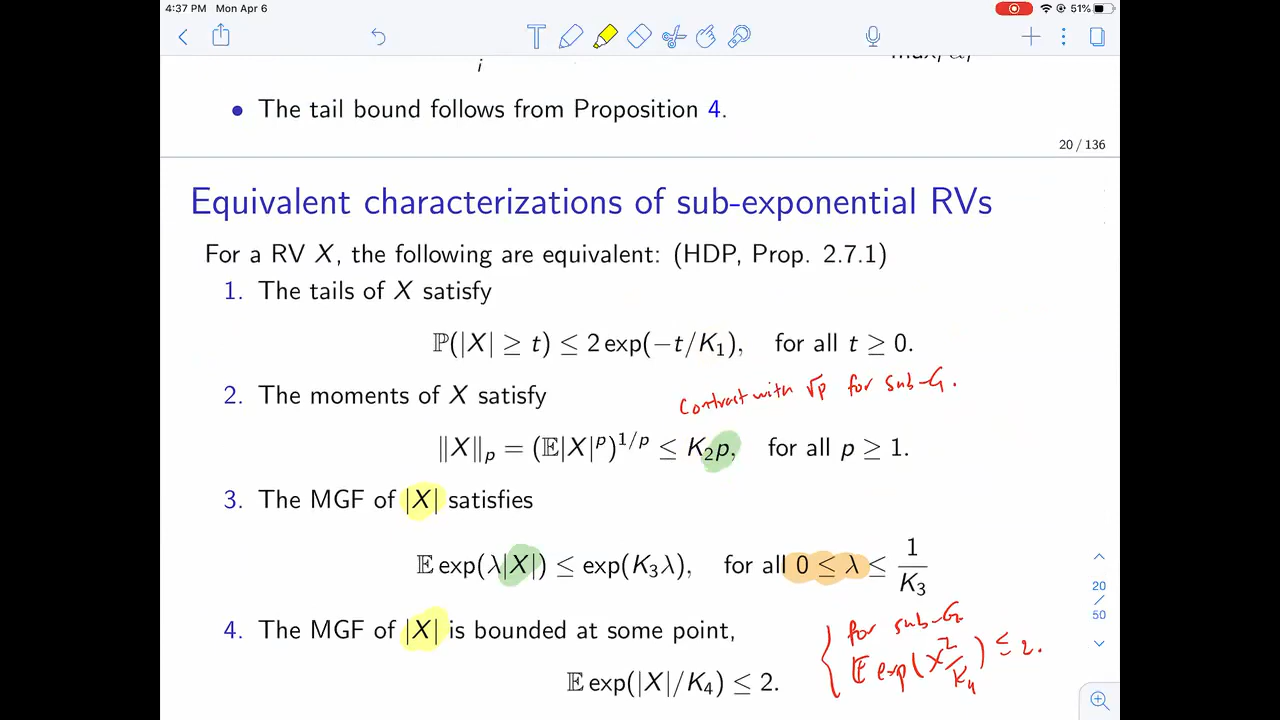 4:37 PM Mon Apr 6
51%
T
i
• The tail bound follows from Proposition 4.
20 / 136
Equivalent characterizations of sub-exponential RVs
For a RV X, the following are equivalent: (HDP, Prop. 2.7.1)
1. The tails of X satisfy
ℙ(|X| ≥ t) ≤ 2 exp(−t/K₁), for all t ≥ 0.
2. The moments of X satisfy
Contrast with √p for sub-G.
‖X‖ₚ = (𝔼|X|ᵖ)^{1/p} ≤ K₂p, for all p ≥ 1.
3. The MGF of |X| satisfies
𝔼 exp(λ|X|) ≤ exp(K₃λ), for all 0 ≤ λ ≤ 1/K₃
20
/
50
4. The MGF of |X| is bounded at some point,
for sub-G
𝔼 exp(X²/K₄) ≤ 2.
𝔼 exp(|X|/K₄) ≤ 2.